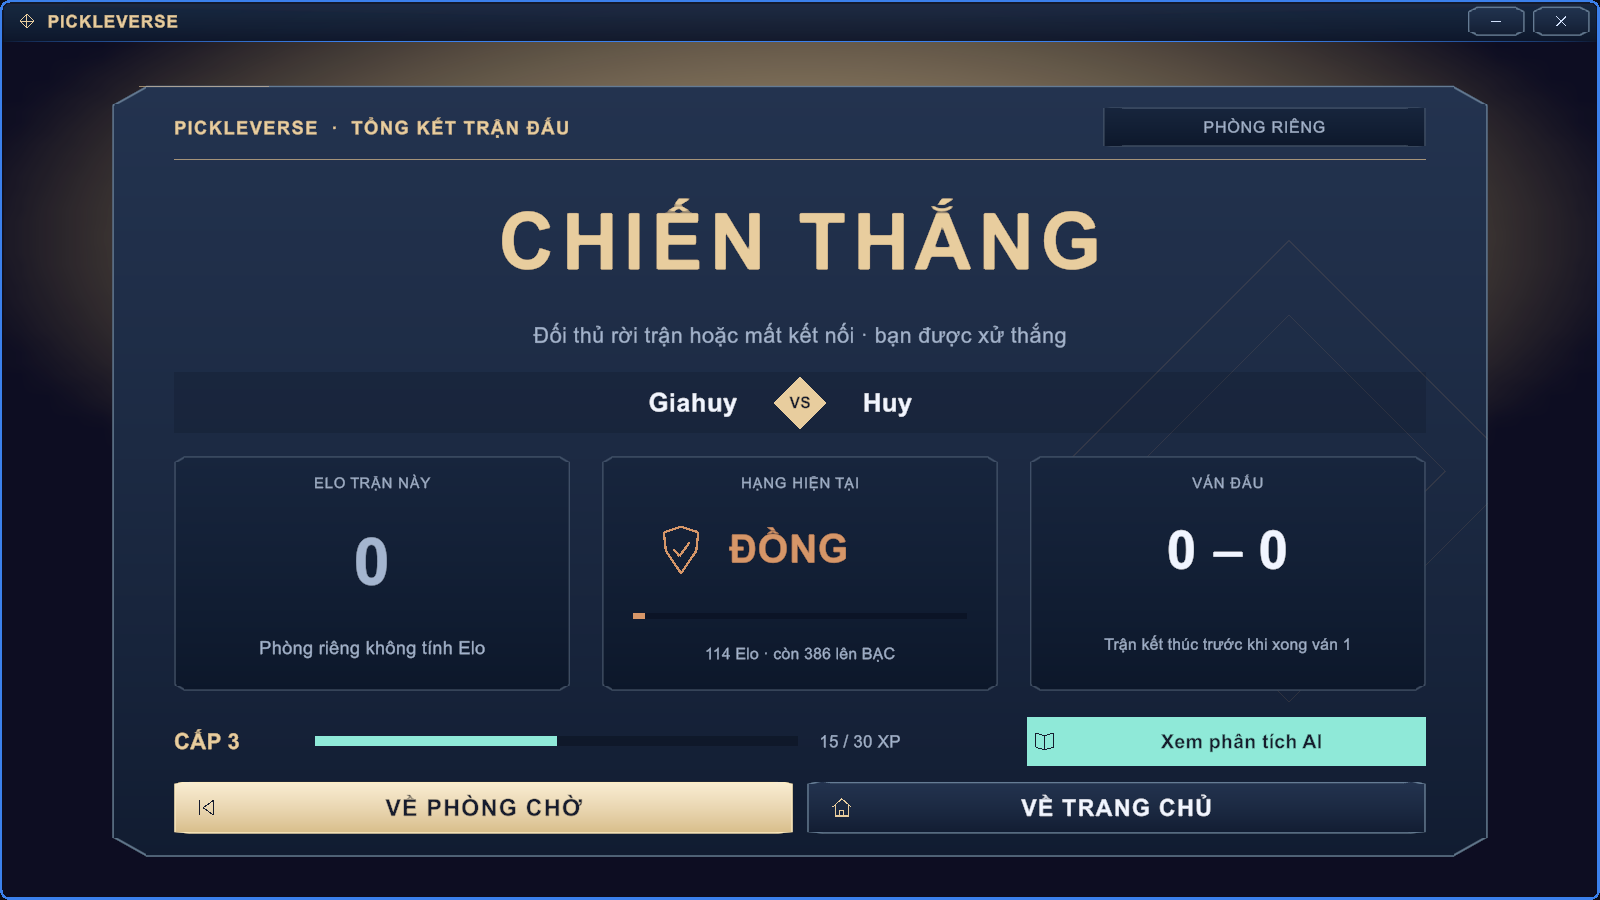 PICKLEVERSE
PICKLEVERSE · TỔNG KẾT TRẬN ĐẤU
PHÒNG RIÊNG
CHIẾN THẮNG
Đối thủ rời trận hoặc mất kết nối · bạn được xử thắng
Giahuy VS Huy
ELO TRẬN NÀY
0
Phòng riêng không tính Elo
HẠNG HIỆN TẠI
ĐỒNG
114 Elo · còn 386 lên BẠC
VÁN ĐẤU
0 – 0
Trận kết thúc trước khi xong ván 1
CẤP 3
15 / 30 XP
Xem phân tích AI
VỀ PHÒNG CHỜ
VỀ TRANG CHỦ